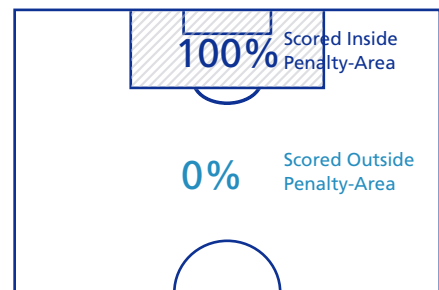 100% Scored Inside
Penalty-Area
0% Scored Outside
Penalty-Area